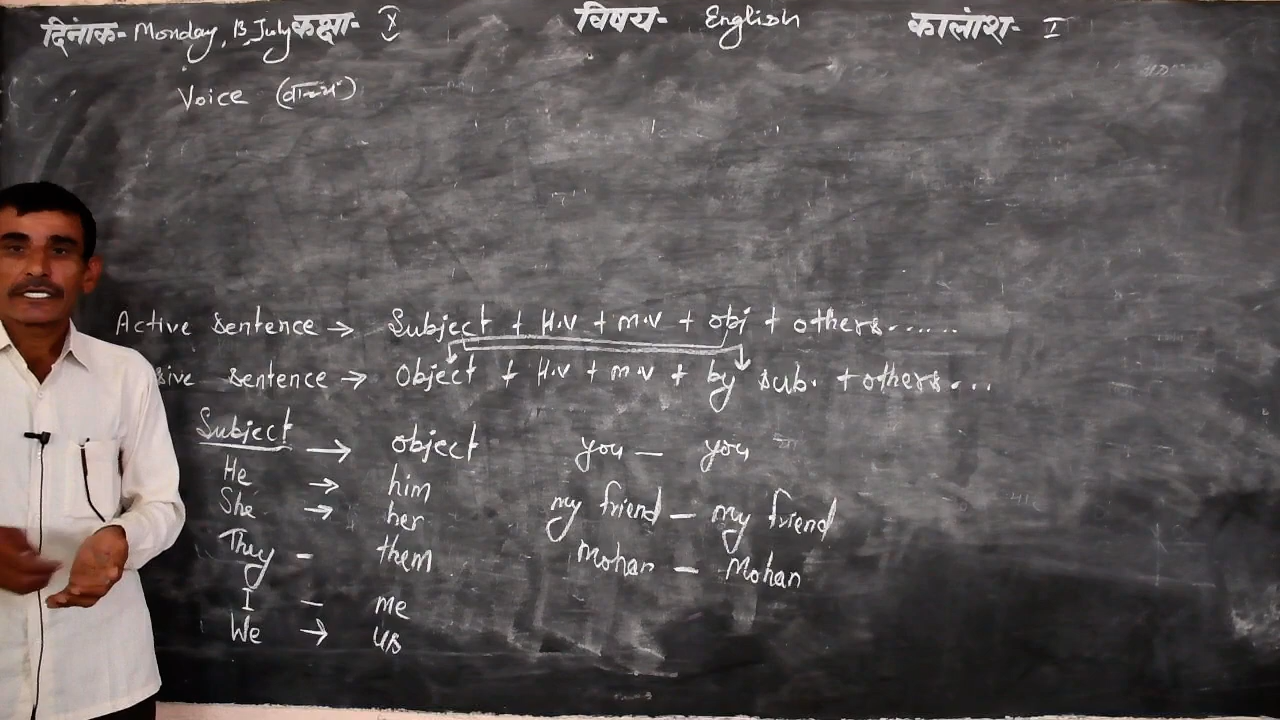 दिनांक- Monday, 13, July कक्षा- X विषय- English कालांश- I
Voice (वाच्य)
Active Sentence → Subject + H.V + m.V + obj + others......
sive sentence → Object + H.V + m.V + by sub. + others...
Subject → object you — you
He → him
She → her my friend — my friend
They - them Mohan — Mohan
I — me
We → us